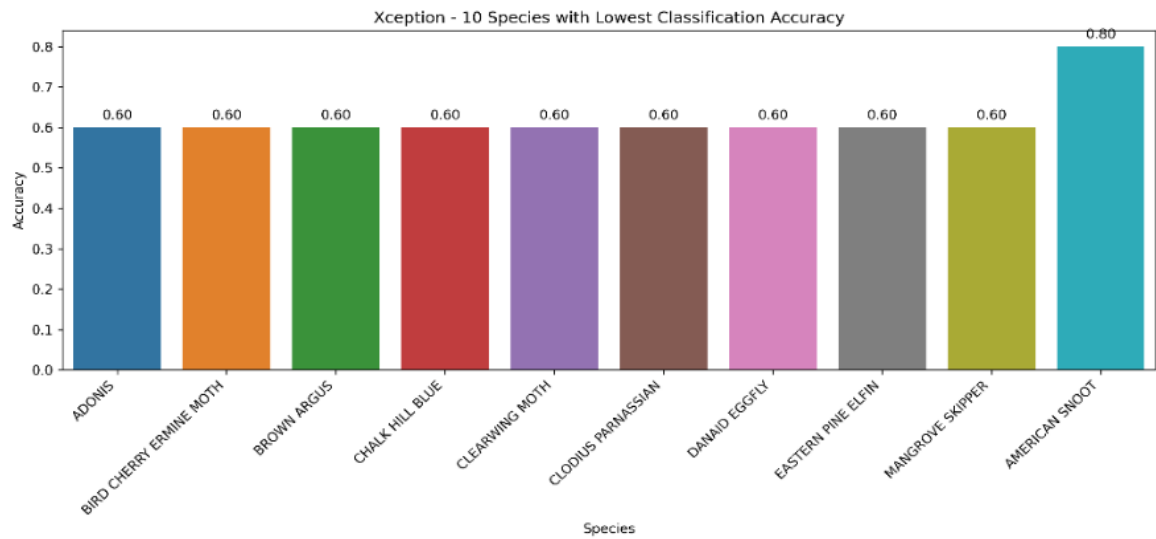 Xception - 10 Species with Lowest Classification Accuracy
0.80
0.60 0.60 0.60 0.60 0.60 0.60 0.60 0.60 0.60
0.8
0.7
0.6
0.5
0.4
0.3
0.2
0.1
0.0
Accuracy
ADONIS
BIRD CHERRY ERMINE MOTH
BROWN ARGUS
CHALK HILL BLUE
CLEARWING MOTH
CLODIUS PARNASSIAN
DANAID EGGFLY
EASTERN PINE ELFIN
MANGROVE SKIPPER
AMERICAN SNOOT
Species